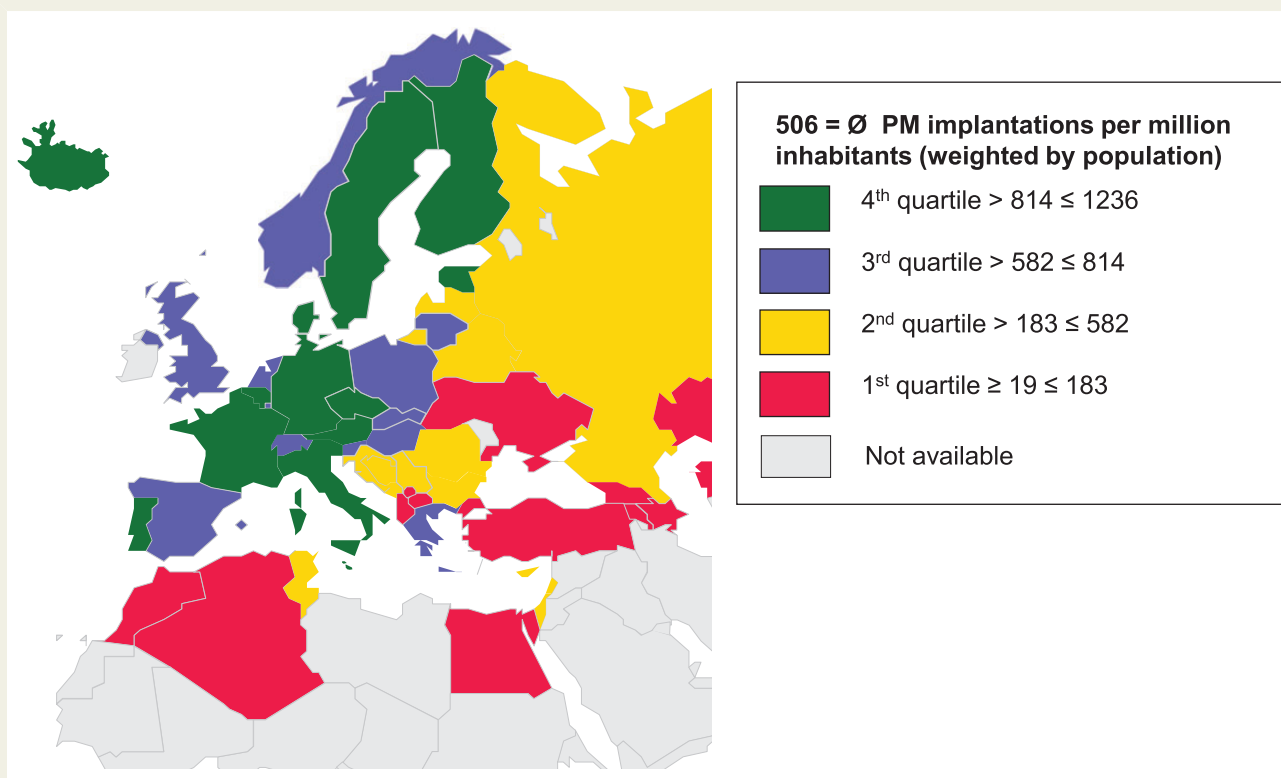 506 = Ø PM implantations per million
inhabitants (weighted by population)
4th quartile > 814 ≤ 1236
3rd quartile > 582 ≤ 814
2nd quartile > 183 ≤ 582
1st quartile ≥ 19 ≤ 183
Not available